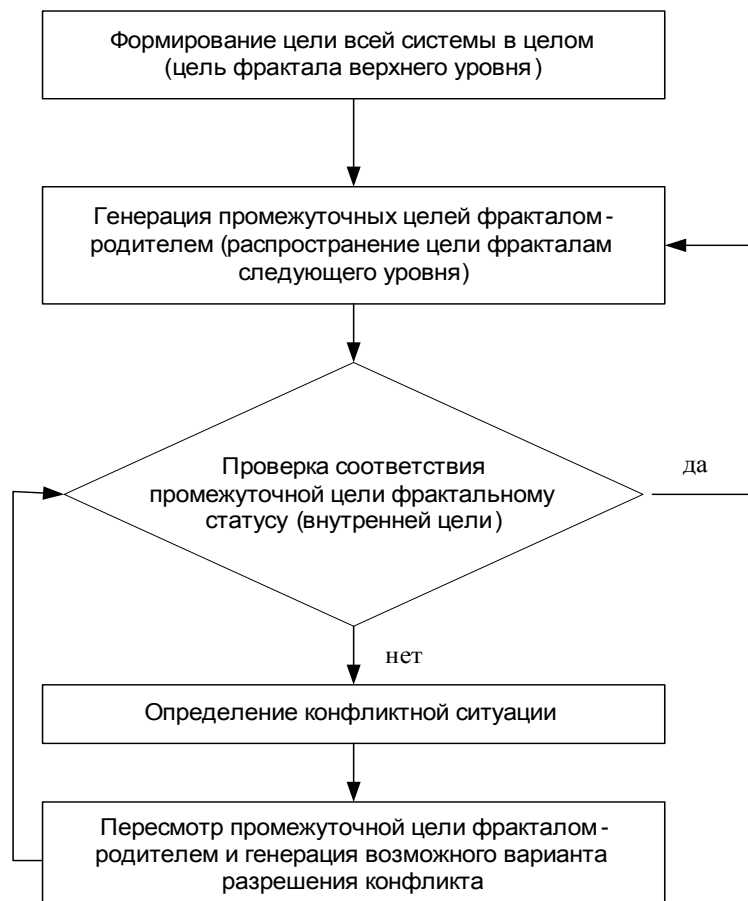 Формирование цели всей системы в целом
(цель фрактала верхнего уровня)
Генерация промежуточных целей фракталом-
родителем (распространение цели фракталам
следующего уровня)
Проверка соответствия
промежуточной цели фрактальному
статусу (внутренней цели)
да
нет
Определение конфликтной ситуации
Пересмотр промежуточной цели фракталом-
родителем и генерация возможного варианта
разрешения конфликта